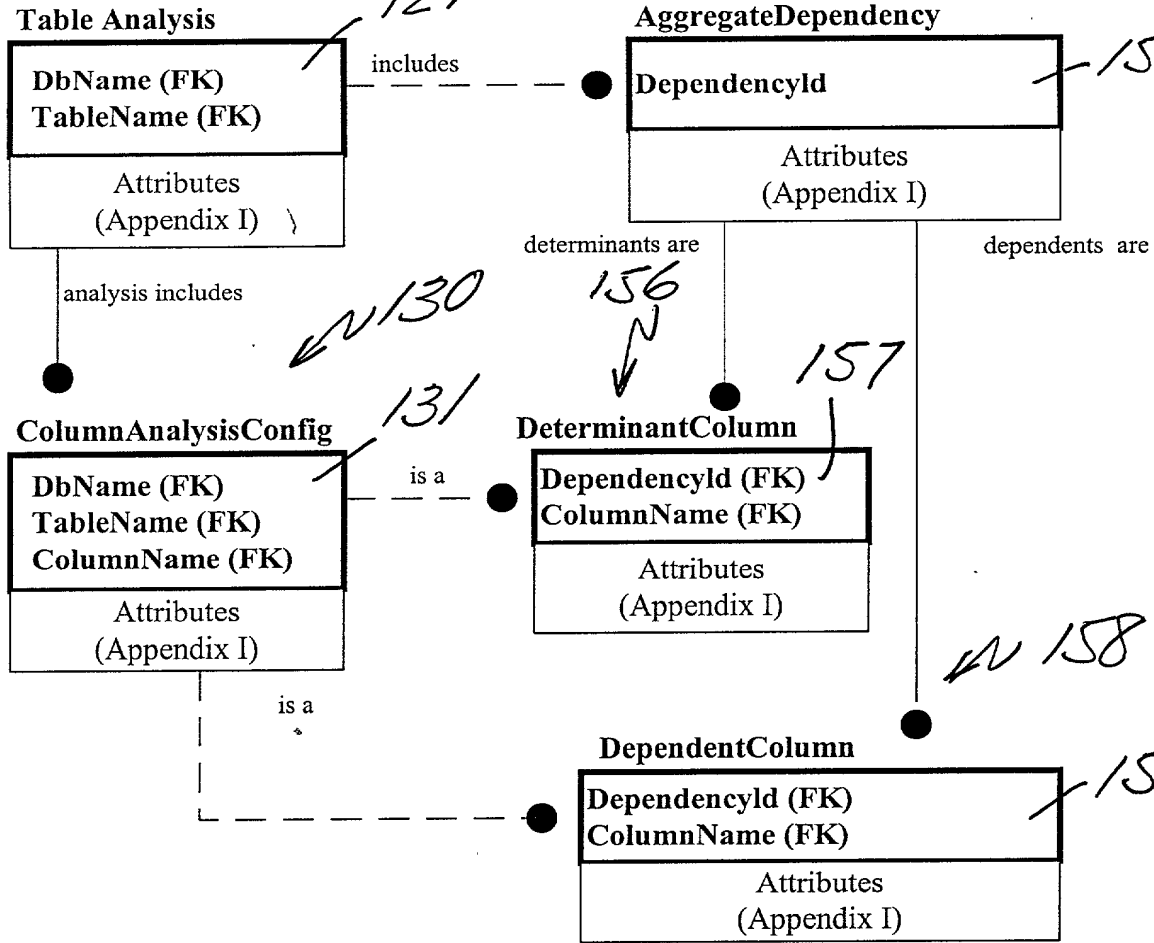 Table Analysis
AggregateDependency
includes
DbName (FK)
TableName (FK)
DependencyId
Attributes
(Appendix I)
Attributes
(Appendix I)
determinants are
dependents are
analysis includes
130
156
157
131
ColumnAnalysisConfig
DeterminantColumn
DbName (FK)
TableName (FK)
ColumnName (FK)
is a
DependencyId (FK)
ColumnName (FK)
Attributes
(Appendix I)
Attributes
(Appendix I)
158
is a
DependentColumn
DependencyId (FK)
ColumnName (FK)
Attributes
(Appendix I)